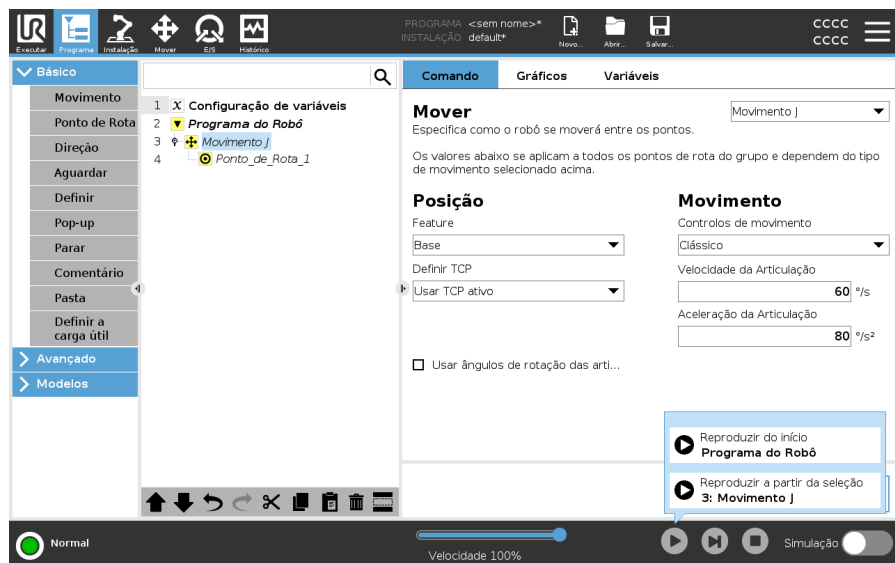 PROGRAMA <sem nome>*
INSTALAÇÃO default*
CCCC
CCCC
Executar
Programa
Instalação
Mover
E/S
Histórico
Novo...
Abrir...
Salvar...
Básico
Movimento
Ponto de Rota
Direção
Aguardar
Definir
Pop-up
Parar
Comentário
Pasta
Definir a
carga útil
Avançado
Modelos
1 X Configuração de variáveis
2 Programa do Robô
3 Movimento J
4 Ponto_de_Rota_1
Comando Gráficos Variáveis
Mover
Movimento J
Especifica como o robô se moverá entre os pontos.
Os valores abaixo se aplicam a todos os pontos de rota do grupo e dependem do tipo
de movimento selecionado acima.
Posição
Feature
Base
Definir TCP
Usar TCP ativo
Usar ângulos de rotação das arti...
Movimento
Controlos de movimento
Clássico
Velocidade da Articulação
60 °/s
Aceleração da Articulação
80 °/s²
Reproduzir do início
Programa do Robô
Reproduzir a partir da seleção
3: Movimento J
Normal
Velocidade 100%
Simulação